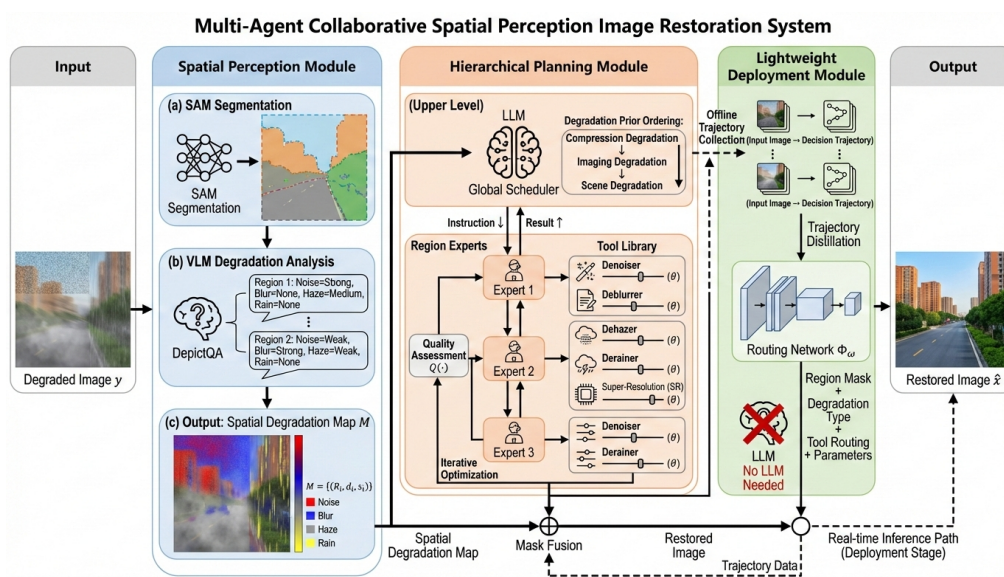 Multi-Agent Collaborative Spatial Perception Image Restoration System
Input
Degraded Image y
Spatial Perception Module
(a) SAM Segmentation
SAM
Segmentation
(b) VLM Degradation Analysis
DepictQA
Region 1: Noise=Strong,
Blur=None, Haze=Medium,
Rain=None
⋮
Region 2: Noise=Weak,
Blur=Strong, Haze=Weak,
Rain=None
(c) Output: Spatial Degradation Map M
M = {(Rᵢ, dᵢ, sᵢ)}
Noise
Blur
Haze
Rain
Hierarchical Planning Module
(Upper Level)
LLM
Global Scheduler
Degradation Prior Ordering:
Compression Degradation
Imaging Degradation
Scene Degradation
Instruction ↓
Result ↑
Region Experts
Tool Library
Expert 1
Expert 2
Expert 3
Quality
Assessment
Q(·)
Iterative
Optimization
Denoiser
(θ)
Deblurrer
(θ)
Dehazer
(θ)
Derainer
(θ)
Super-Resolution (SR)
(θ)
Denoiser
(θ)
Derainer
(θ)
Offline
Trajectory
Collection
Lightweight
Deployment Module
(Input Image → Decision Trajectory)
⋮
⋮
(Input Image → Decision Trajectory)
Trajectory
Distillation
Routing Network Φω
LLM
No LLM
Needed
Region Mask
+
Degradation
Type
+
Tool Routing
+ Parameters
Output
Restored Image x̂
Spatial
Degradation Map
Mask Fusion
Restored
Image
Trajectory Data
Real-time Inference Path
(Deployment Stage)